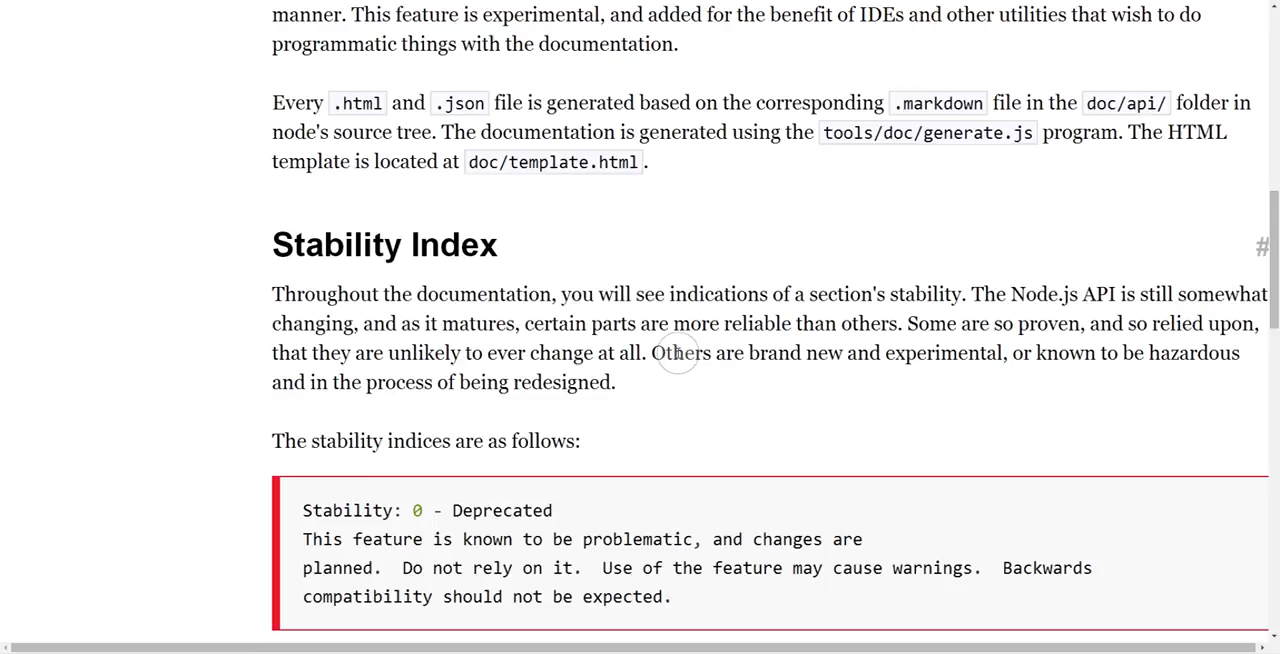 manner. This feature is experimental, and added for the benefit of IDEs and other utilities that wish to do
programmatic things with the documentation.
Every .html and .json file is generated based on the corresponding .markdown file in the doc/api/ folder in
node's source tree. The documentation is generated using the tools/doc/generate.js program. The HTML
template is located at doc/template.html.
Stability Index #
Throughout the documentation, you will see indications of a section's stability. The Node.js API is still somewhat
changing, and as it matures, certain parts are more reliable than others. Some are so proven, and so relied upon,
that they are unlikely to ever change at all. Others are brand new and experimental, or known to be hazardous
and in the process of being redesigned.
The stability indices are as follows:
Stability: 0 - Deprecated
This feature is known to be problematic, and changes are
planned.  Do not rely on it.  Use of the feature may cause warnings.  Backwards
compatibility should not be expected.